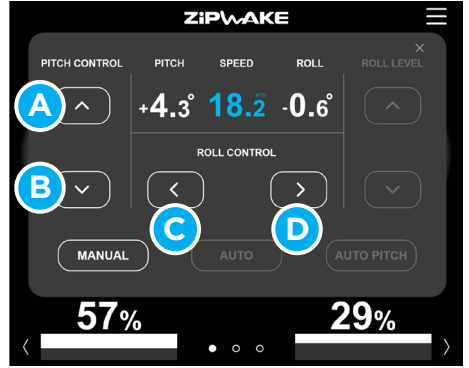 ZIPWAKE
×
PITCH CONTROL PITCH SPEED ROLL ROLL LEVEL
A +4.3° 18.2 KTS -0.6°
ROLL CONTROL
B
C D
MANUAL AUTO AUTO PITCH
57% 29%